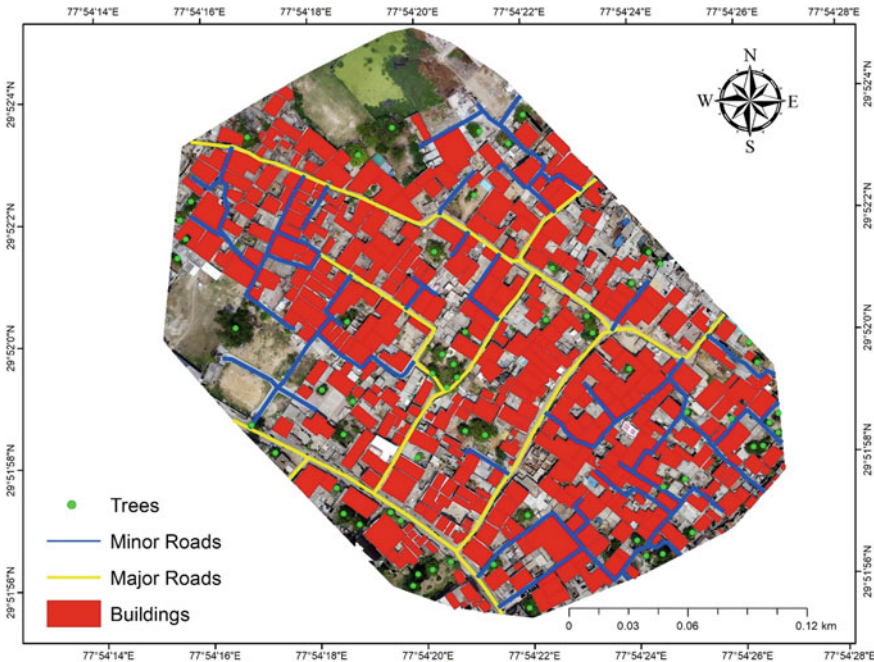 77°54'14"E 77°54'16"E 77°54'18"E 77°54'20"E 77°54'22"E 77°54'24"E 77°54'26"E 77°54'28"E
N
W E
S
29°52'4"N 29°52'4"N
29°52'2"N 29°52'2"N
29°52'0"N 29°52'0"N
29°51'58"N 29°51'58"N
29°51'56"N 29°51'56"N
Trees
Minor Roads
Major Roads
Buildings
0 0.03 0.06 0.12 km
77°54'14"E 77°54'16"E 77°54'18"E 77°54'20"E 77°54'22"E 77°54'24"E 77°54'26"E 77°54'28"E